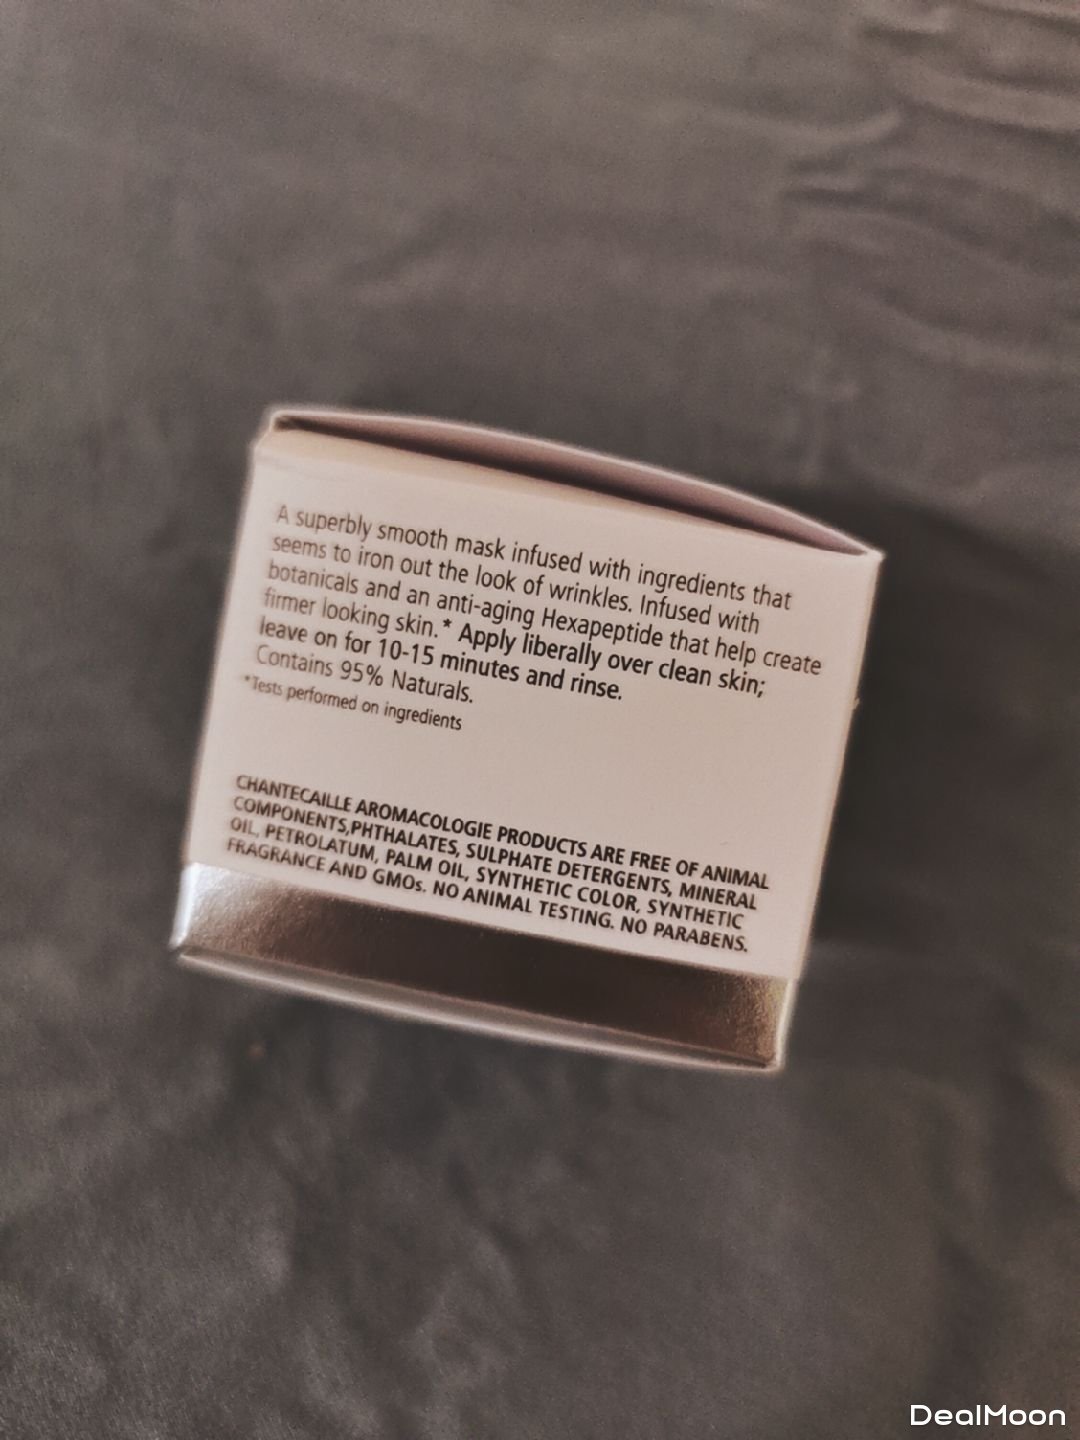 A superbly smooth mask infused with ingredients that
seems to iron out the look of wrinkles. Infused with
botanicals and an anti-aging Hexapeptide that help create
firmer looking skin.* Apply liberally over clean skin;
leave on for 10-15 minutes and rinse.
Contains 95% Naturals.
*Tests performed on ingredients
CHANTECAILLE AROMACOLOGIE PRODUCTS ARE FREE OF ANIMAL
COMPONENTS,PHTHALATES, SULPHATE DETERGENTS, MINERAL
OIL, PETROLATUM, PALM OIL, SYNTHETIC COLOR, SYNTHETIC
FRAGRANCE AND GMOs. NO ANIMAL TESTING. NO PARABENS.
DealMoon